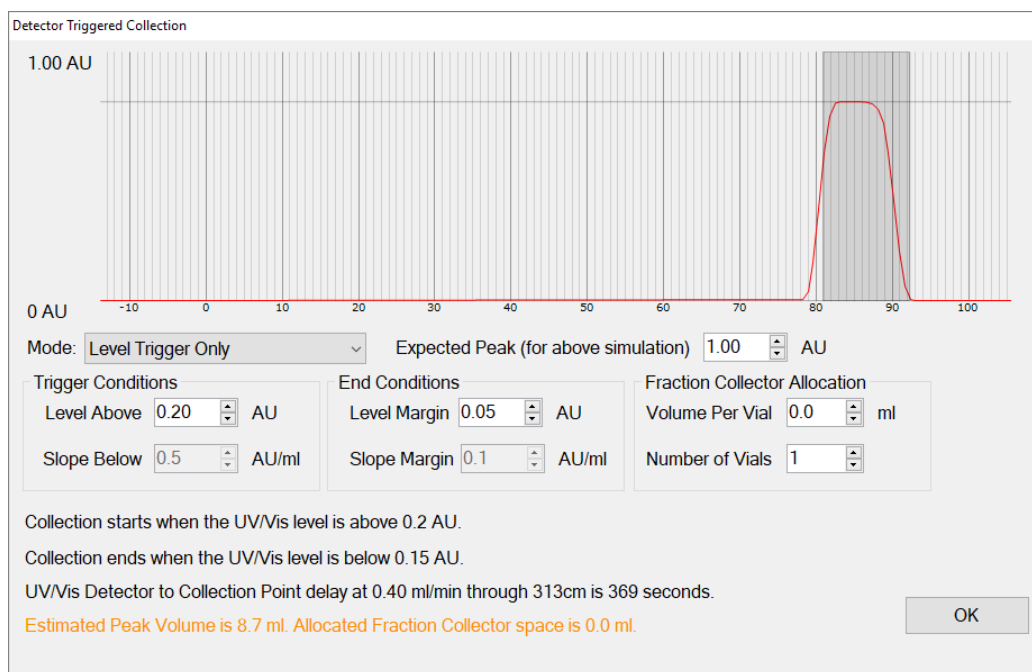 Detector Triggered Collection
1.00 AU
0 AU
-10 0 10 20 30 40 50 60 70 80 90 100
Mode: Level Trigger Only Expected Peak (for above simulation) 1.00 AU
Trigger Conditions End Conditions Fraction Collector Allocation
Level Above 0.20 AU Level Margin 0.05 AU Volume Per Vial 0.0 ml
Slope Below 0.5 AU/ml Slope Margin 0.1 AU/ml Number of Vials 1
Collection starts when the UV/Vis level is above 0.2 AU.
Collection ends when the UV/Vis level is below 0.15 AU.
UV/Vis Detector to Collection Point delay at 0.40 ml/min through 313cm is 369 seconds.
Estimated Peak Volume is 8.7 ml. Allocated Fraction Collector space is 0.0 ml.
OK